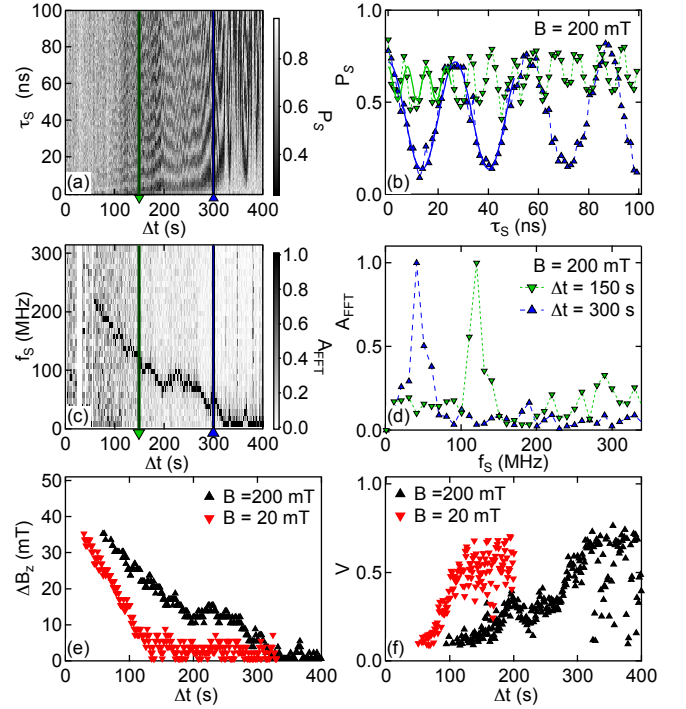 100
80
60
40
20
0
τS (ns)
(a)
0 100 200 300 400
Δt (s)
0.8
0.6
0.4
PS
B = 200 mT
1.0
0.5
0.0
PS
(b)
0 20 40 60 80 100
τS (ns)
300
200
100
0
fS (MHz)
(c)
0 100 200 300 400
Δt (s)
1.0
0.8
0.6
0.4
0.2
0.0
AFFT
B = 200 mT
Δt = 150 s
Δt = 300 s
1.0
0.5
0.0
AFFT
(d)
0 100 200 300
fS (MHz)
50
40
30
20
10
0
ΔBz (mT)
B =200 mT
B = 20 mT
(e)
0 100 200 300 400
Δt (s)
1.0
0.5
0.0
V
B =200 mT
B = 20 mT
(f)
0 100 200 300 400
Δt (s)